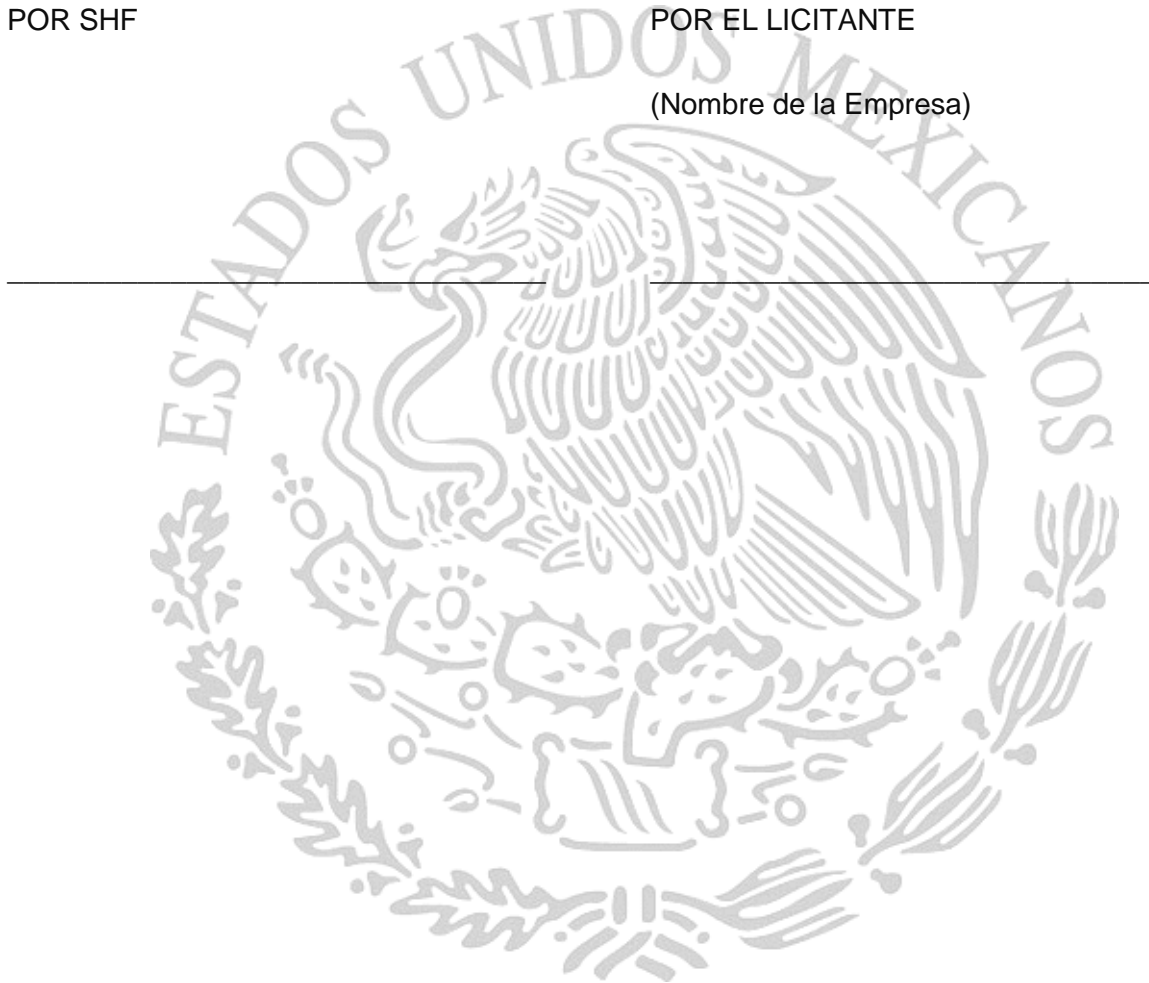 POR SHF
POR EL LICITANTE
(Nombre de la Empresa)
ESTADOS UNIDOS MEXICANOS